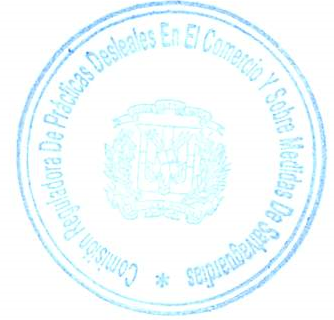 Comisión Reguladora De Prácticas Desleales En El Comercio Y Sobre Medidas De Salvaguardias *